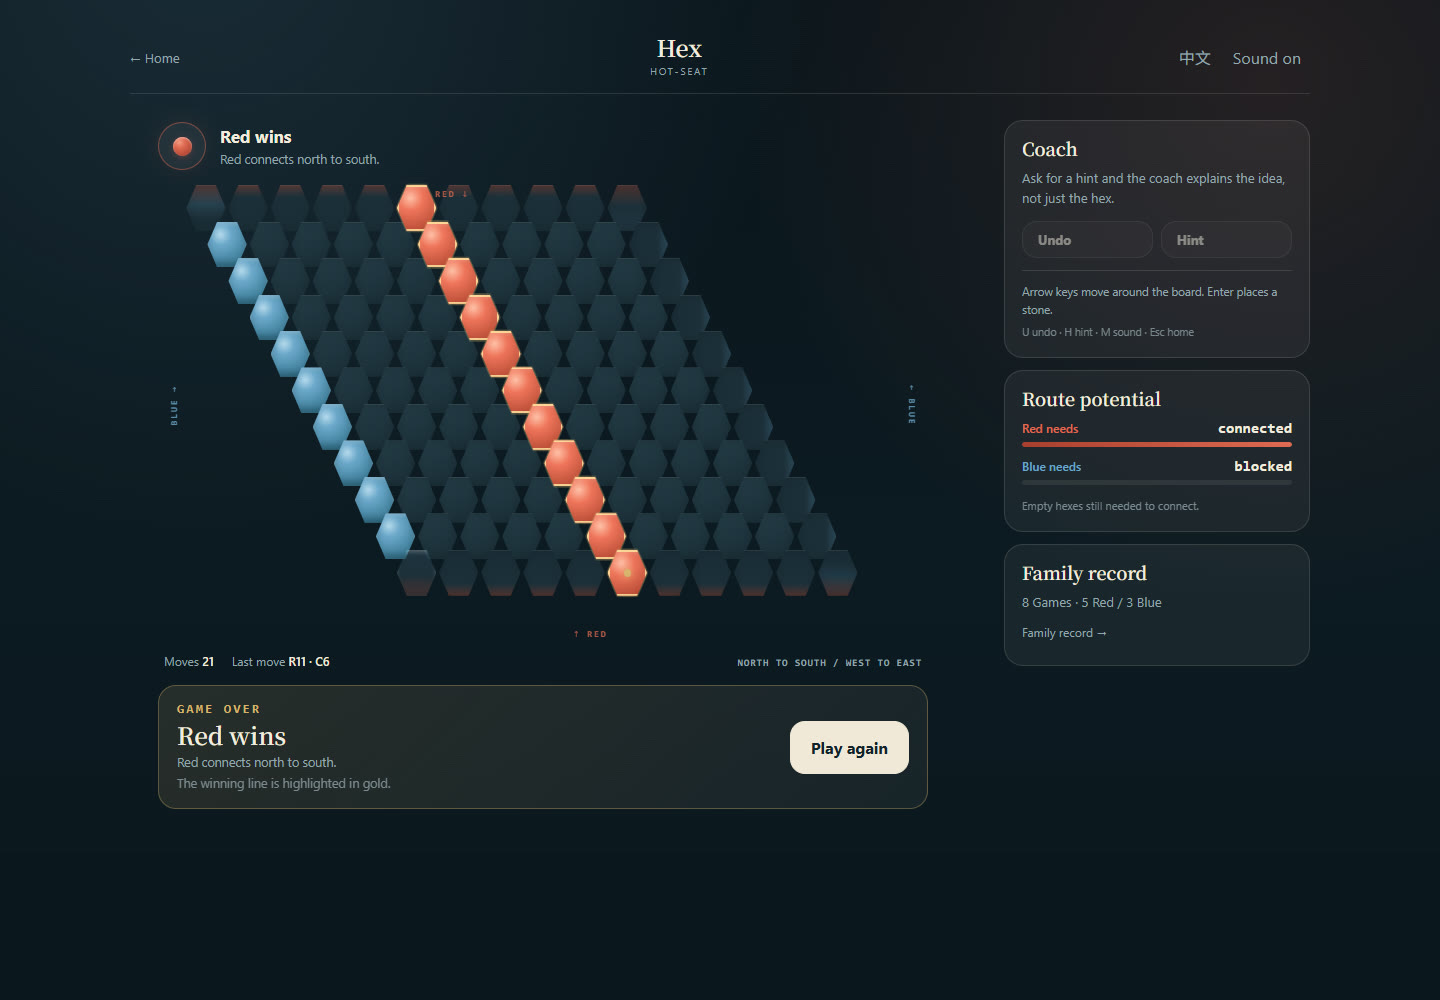 ← Home
Hex
HOT-SEAT
中文
Sound on
Red wins
Red connects north to south.
RED ↓
BLUE →
← BLUE
↑ RED
Moves 21
Last move R11 · C6
NORTH TO SOUTH / WEST TO EAST
GAME OVER
Red wins
Red connects north to south.
The winning line is highlighted in gold.
Play again
Coach
Ask for a hint and the coach explains the idea,
not just the hex.
Undo
Hint
Arrow keys move around the board. Enter places a
stone.
U undo · H hint · M sound · Esc home
Route potential
Red needs
connected
Blue needs
blocked
Empty hexes still needed to connect.
Family record
8 Games · 5 Red / 3 Blue
Family record →